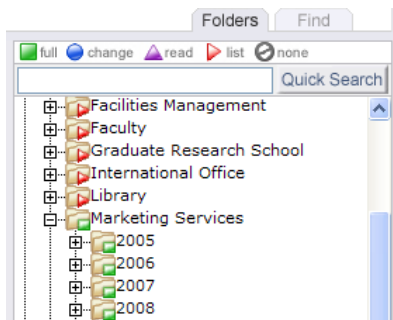 Folders Find
full change read list none
Quick Search
Facilities Management
Faculty
Graduate Research School
International Office
Library
Marketing Services
2005
2006
2007
2008